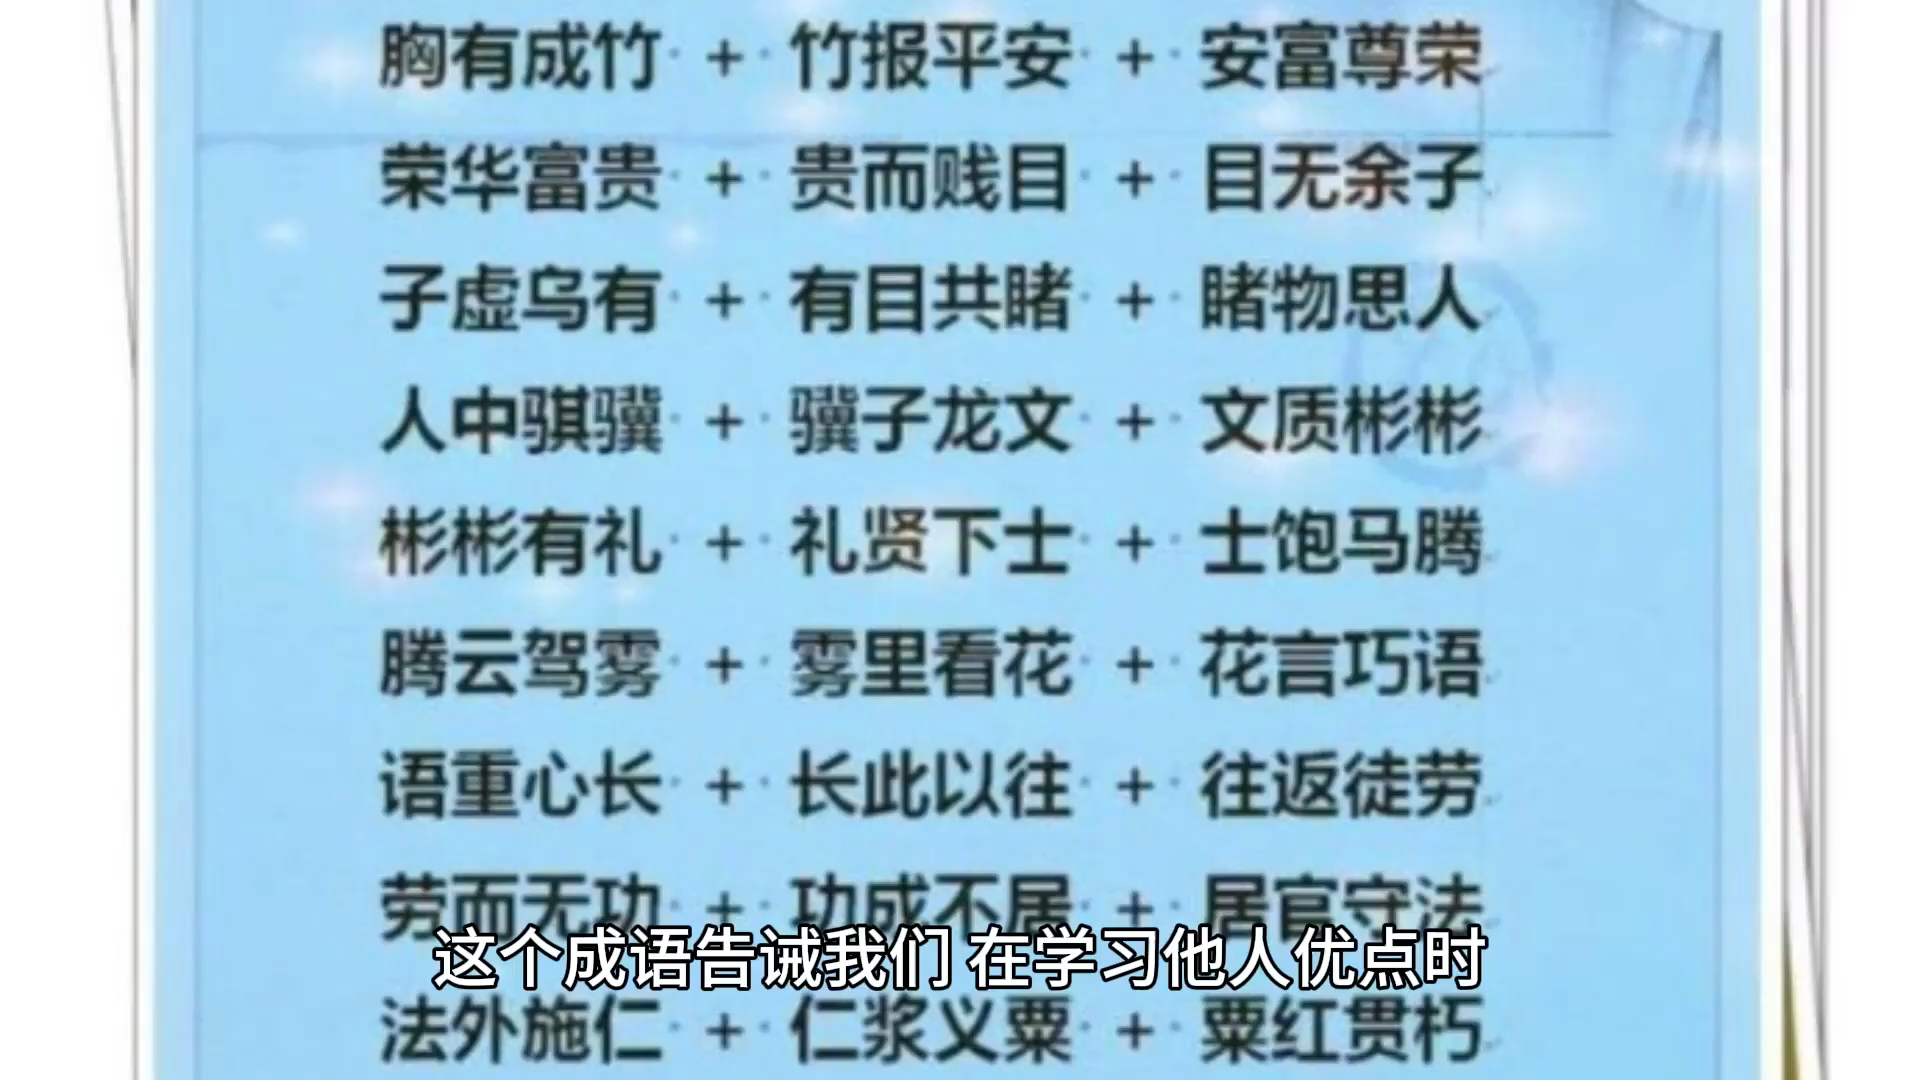 胸有成竹 + 竹报平安 + 安富尊荣
荣华富贵 + 贵而贱目 + 目无余子
子虚乌有 + 有目共睹 + 睹物思人
人中骐骥 + 骥子龙文 + 文质彬彬
彬彬有礼 + 礼贤下士 + 士饱马腾
腾云驾雾 + 雾里看花 + 花言巧语
语重心长 + 长此以往 + 往返徒劳
劳而无功 + 功成不居 + 居官守法
这个成语告诫我们 在学习他人优点时
法外施仁 + 仁浆义粟 + 粟红贯朽